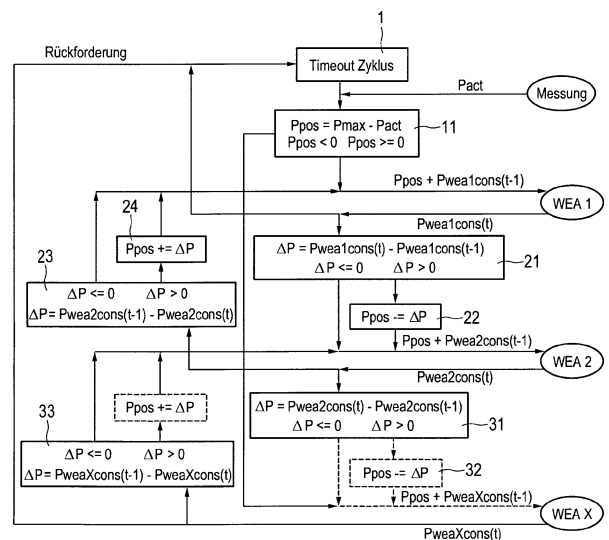 1
Rückforderung
Timeout Zyklus
Pact
Messung
Ppos = Pmax - Pact
Ppos < 0 Ppos >= 0
11
Ppos + Pwea1cons(t-1)
WEA 1
24
Pwea1cons(t)
Ppos += ΔP
23
ΔP = Pwea1cons(t) - Pwea1cons(t-1)
ΔP <= 0 ΔP > 0
21
ΔP <= 0 ΔP > 0
ΔP = Pwea2cons(t-1) - Pwea2cons(t)
Ppos -= ΔP
22
Ppos + Pwea2cons(t-1)
WEA 2
Pwea2cons(t)
Ppos += ΔP
33
ΔP = Pwea2cons(t) - Pwea2cons(t-1)
ΔP <= 0 ΔP > 0
31
ΔP <= 0 ΔP > 0
ΔP = PweaXcons(t-1) - PweaXcons(t)
Ppos -= ΔP
32
Ppos + PweaXcons(t-1)
WEA X
PweaXcons(t)